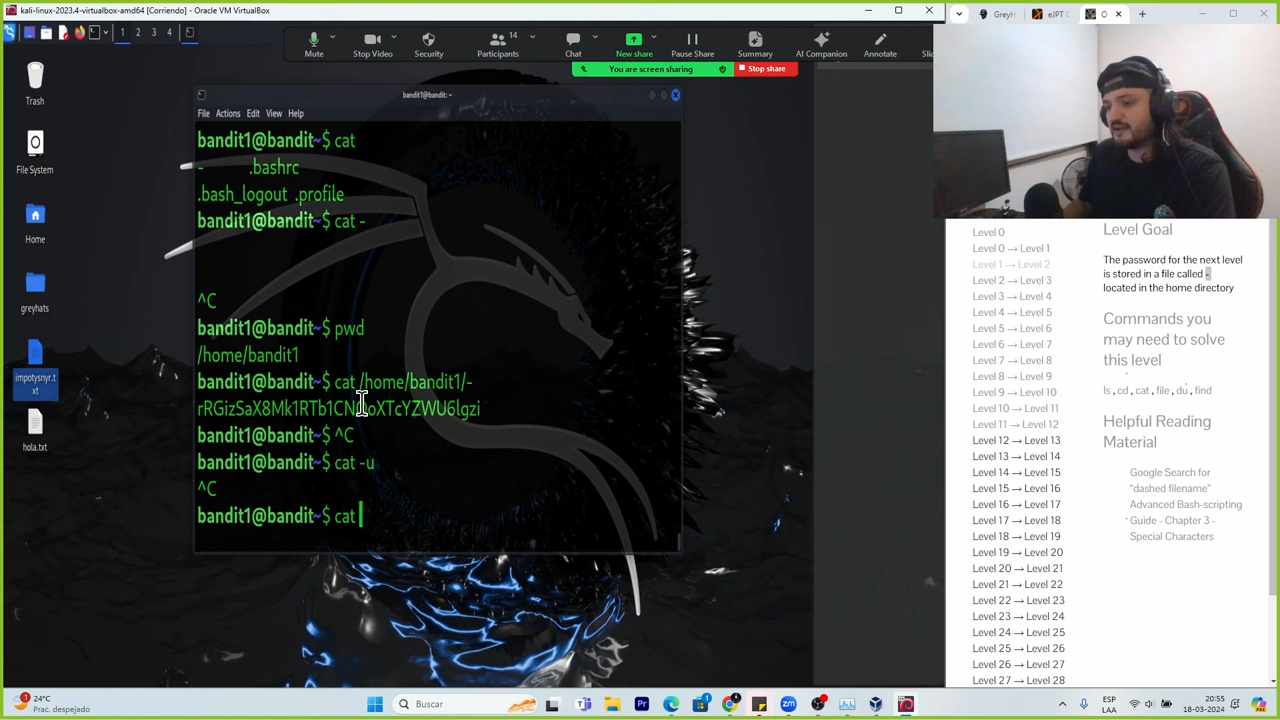 kali-linux-2023.4-virtualbox-amd64 [Corriendo] - Oracle VM VirtualBox
GreyH
eJPT C
O
1 2 3 4
Mute
Stop Video
Security
14
Participants
Chat
New share
Pause Share
Summary
AI Companion
Annotate
You are screen sharing
Stop share
Trash
File System
Home
greyhats
impotysnyr.t
xt
hola.txt
bandit1@bandit: ~
File Actions Edit View Help
bandit1@bandit:~$ cat
- .bashrc
.bash_logout .profile
bandit1@bandit:~$ cat -
^C
bandit1@bandit:~$ pwd
/home/bandit1
bandit1@bandit:~$ cat /home/bandit1/-
bandit1@bandit:~$ ^C
bandit1@bandit:~$ cat -u
^C
bandit1@bandit:~$ cat
Level 0
Level 0 → Level 1
Level 1 → Level 2
Level 2 → Level 3
Level 3 → Level 4
Level 4 → Level 5
Level 5 → Level 6
Level 6 → Level 7
Level 7 → Level 8
Level 8 → Level 9
Level 9 → Level 10
Level 10 → Level 11
Level 11 → Level 12
Level 12 → Level 13
Level 13 → Level 14
Level 14 → Level 15
Level 15 → Level 16
Level 16 → Level 17
Level 17 → Level 18
Level 18 → Level 19
Level 19 → Level 20
Level 20 → Level 21
Level 21 → Level 22
Level 22 → Level 23
Level 23 → Level 24
Level 24 → Level 25
Level 25 → Level 26
Level 26 → Level 27
Level 27 → Level 28
Level Goal
The password for the next level
is stored in a file called -
located in the home directory
Commands you
may need to solve
this level
ls , cd , cat , file , du , find
Helpful Reading
Material
Google Search for
“dashed filename”
Advanced Bash-scripting
Guide - Chapter 3 -
Special Characters
1
24°C
Prac. despejado
Buscar
ESP
LAA
20:55
18-03-2024